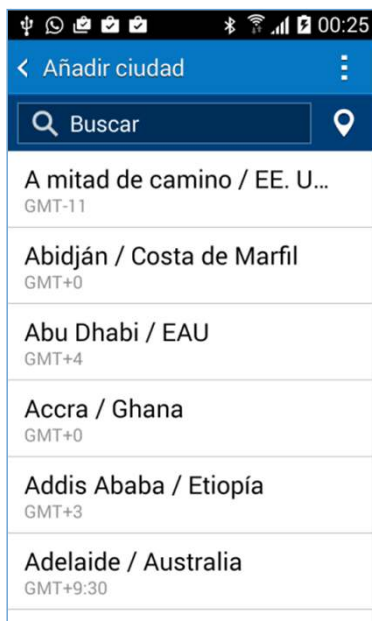 00:25
Añadir ciudad
Buscar
A mitad de camino / EE. U...
GMT-11
Abidján / Costa de Marfil
GMT+0
Abu Dhabi / EAU
GMT+4
Accra / Ghana
GMT+0
Addis Ababa / Etiopía
GMT+3
Adelaide / Australia
GMT+9:30